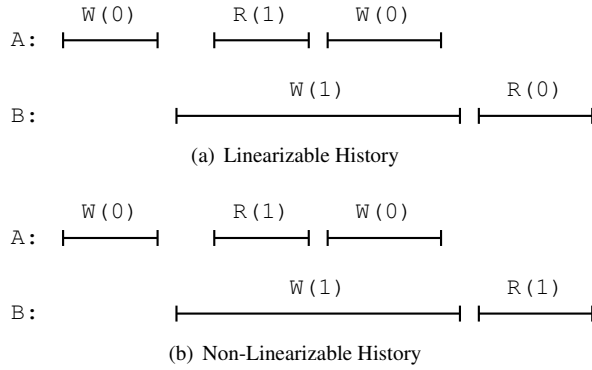 W(0) R(1) W(0)
A:
W(1) R(0)
B:
(a) Linearizable History
W(0) R(1) W(0)
A:
W(1) R(1)
B:
(b) Non-Linearizable History